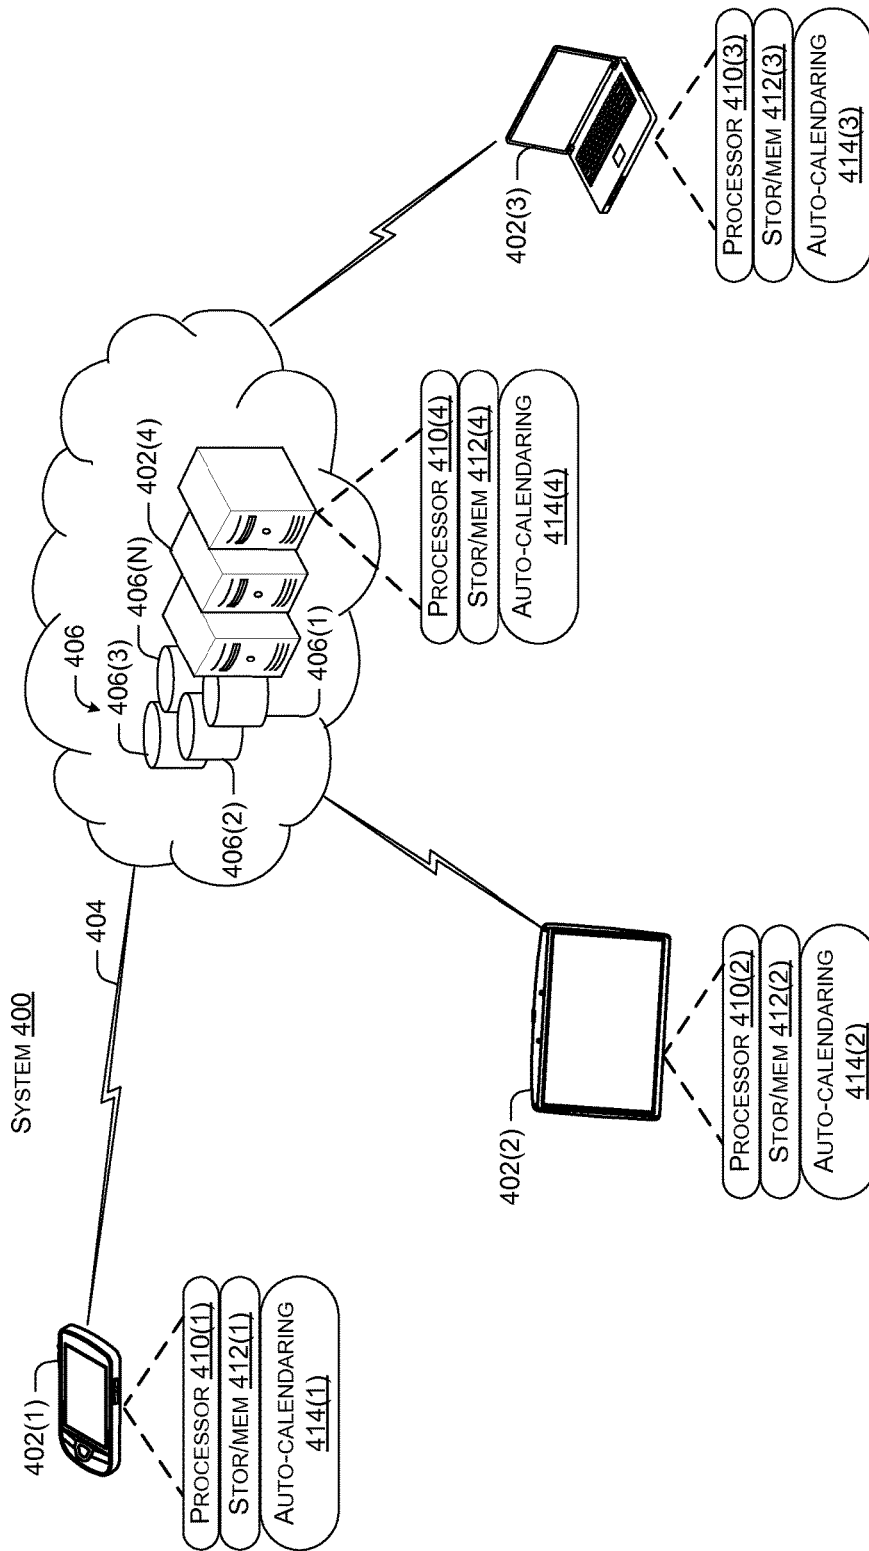 SYSTEM 400
402(1)
PROCESSOR 410(1)
STOR/MEM 412(1)
AUTO-CALENDARING
414(1)
404
406
406(3)
406(N)
402(4)
406(2)
406(1)
PROCESSOR 410(4)
STOR/MEM 412(4)
AUTO-CALENDARING
414(4)
402(2)
PROCESSOR 410(2)
STOR/MEM 412(2)
AUTO-CALENDARING
414(2)
402(3)
PROCESSOR 410(3)
STOR/MEM 412(3)
AUTO-CALENDARING
414(3)